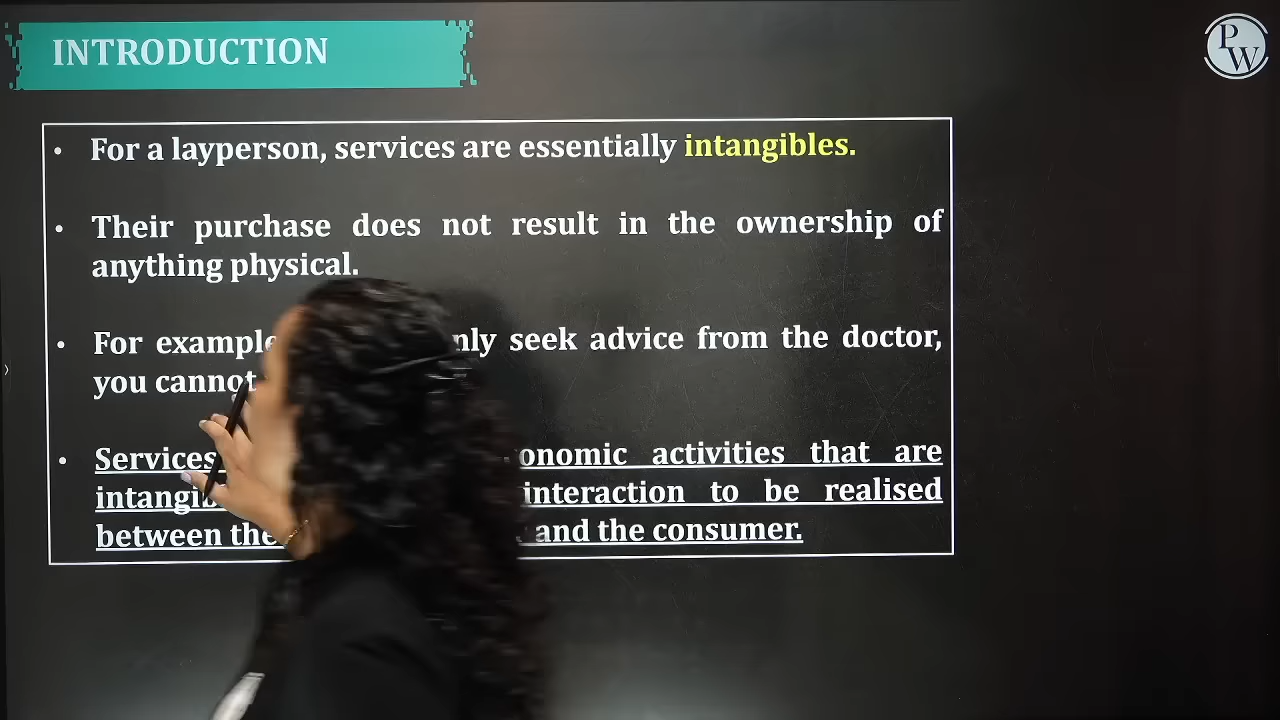 INTRODUCTION
PW
• For a layperson, services are essentially intangibles.
• Their purchase does not result in the ownership of
anything physical.
• For example seek advice from the doctor,
you cannot
• Services activities that are
interaction to be realised
between the and the consumer.